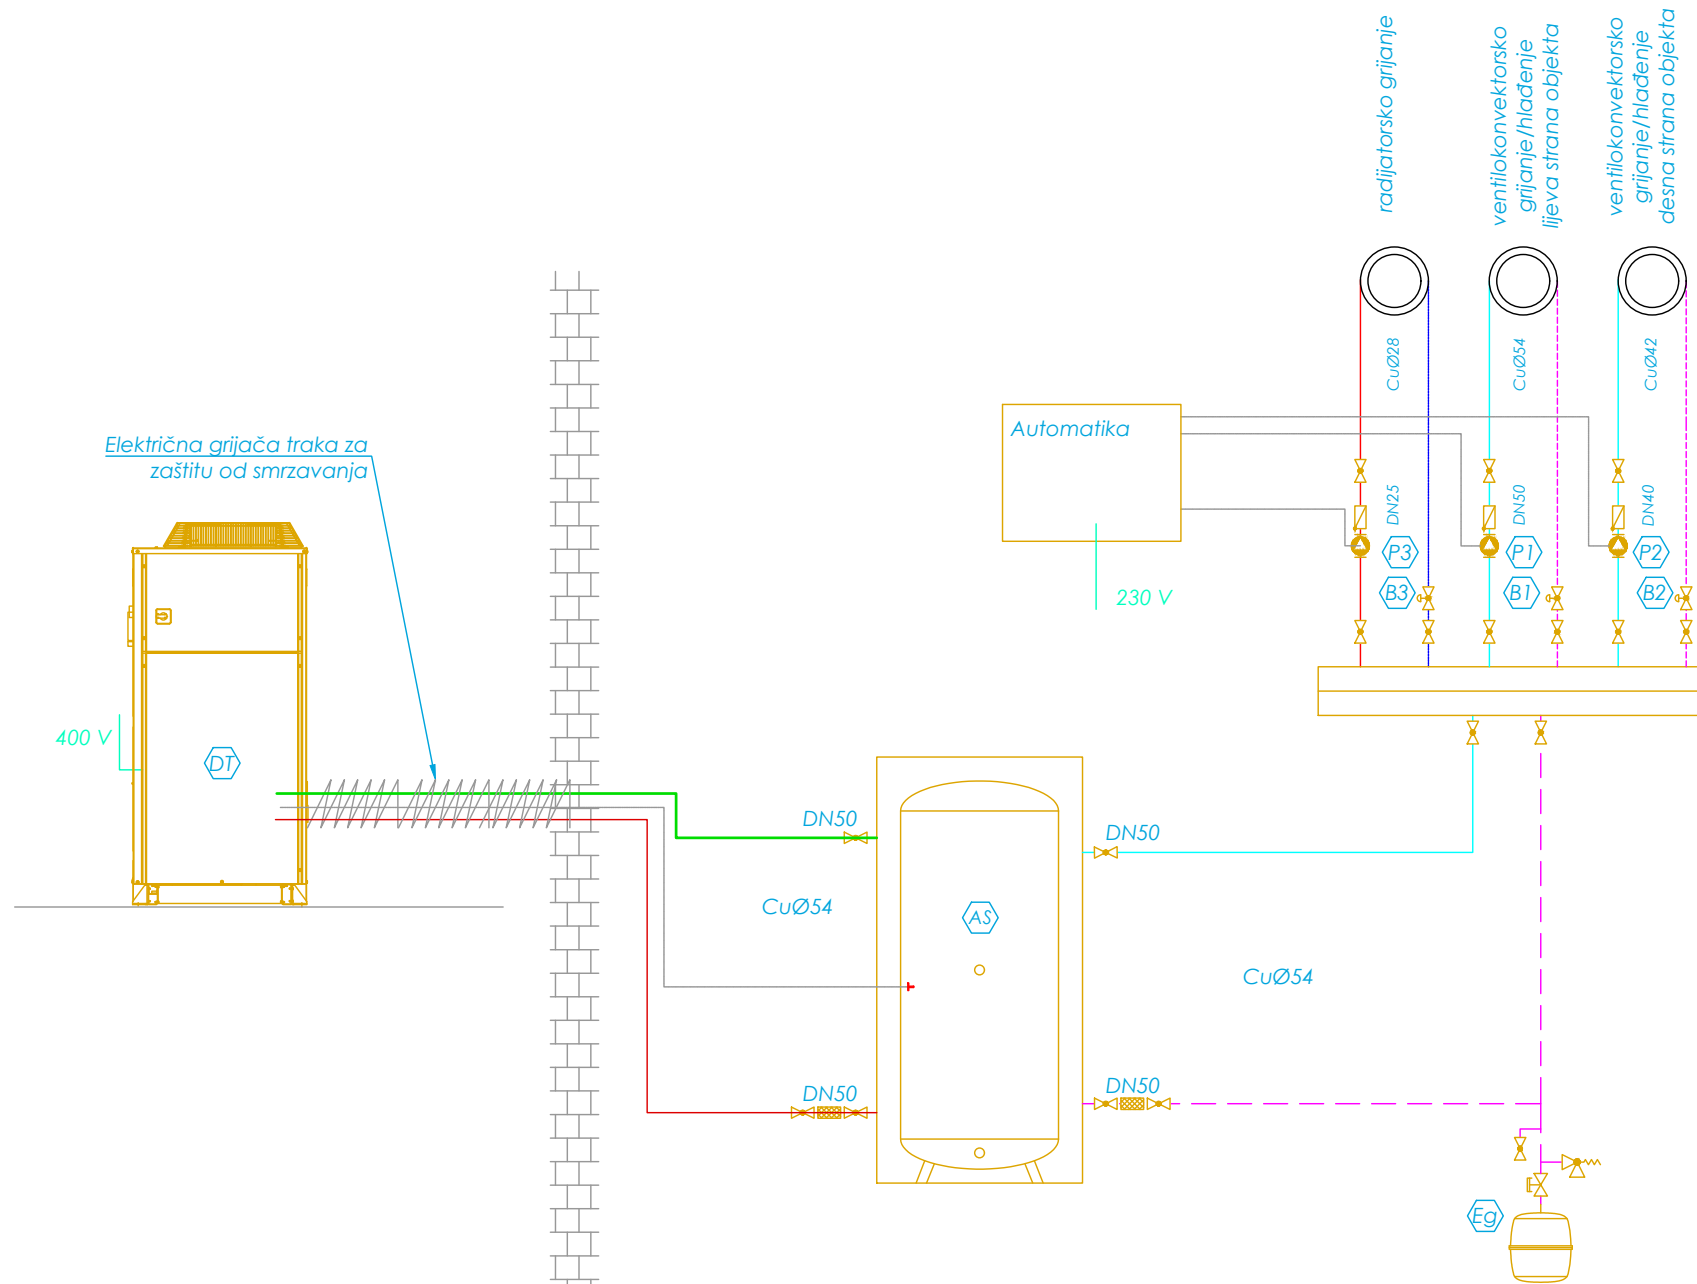 radijatorsko grijanje
ventilokonvektorsko
grijanje/hlađenje
lijeva strana objekta
ventilokonvektorsko
grijanje/hlađenje
desna strana objekta
CuØ28
CuØ54
CuØ42
Automatika
Električna grijača traka za
zaštitu od smrzavanja
DN25
DN50
DN40
P3
P1
P2
B3
B1
B2
230 V
400 V
DT
DN50
DN50
CuØ54
AS
CuØ54
DN50
DN50
Eg